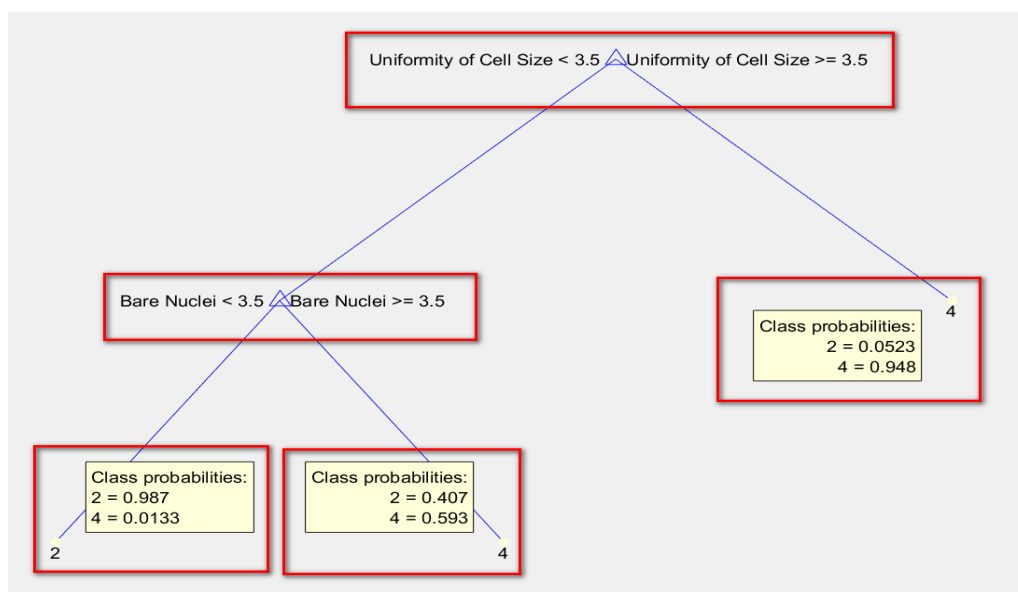 Uniformity of Cell Size < 3.5 Uniformity of Cell Size >= 3.5
Bare Nuclei < 3.5 Bare Nuclei >= 3.5
4
Class probabilities:
2 = 0.0523
4 = 0.948
Class probabilities:
2 = 0.987
4 = 0.0133
2
Class probabilities:
2 = 0.407
4 = 0.593
4